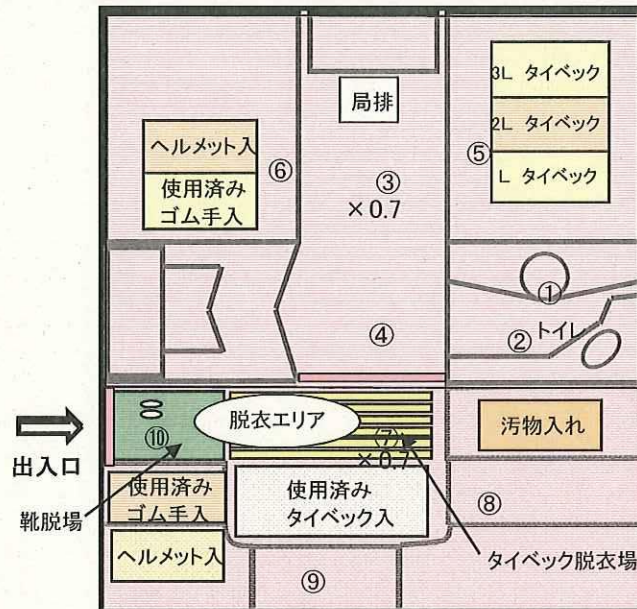 局排
3L タイベック
2L タイベック
L タイベック
⑤
ヘルメット入
使用済み
ゴム手入
⑥
③
×0.7
①
②
トイレ
④
出入口
⑩
脱衣エリア
⑦
×0.7
汚物入れ
靴脱場
使用済み
ゴム手入
使用済み
タイベック入
⑧
ヘルメット入
⑨
タイベック脱衣場